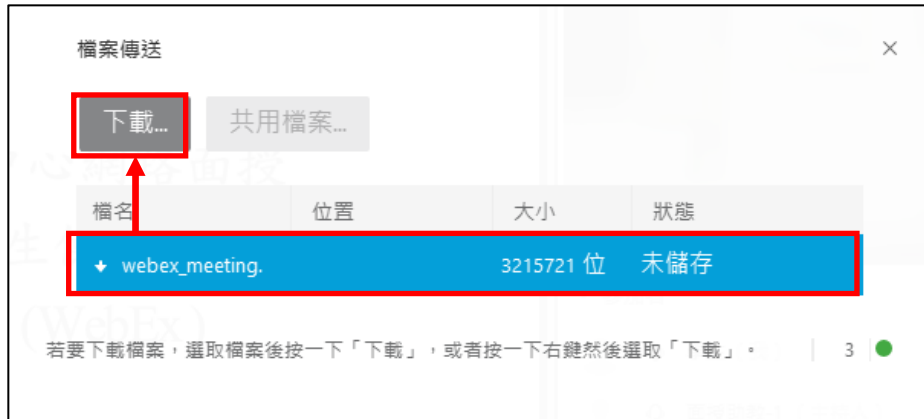 檔案傳送
×
下載... 共用檔案...
檔名 位置 大小 狀態
webex_meeting. 3215721 位 未儲存
若要下載檔案，選取檔案後按一下「下載」，或者按一下右鍵然後選取「下載」。 3
(WebEx)